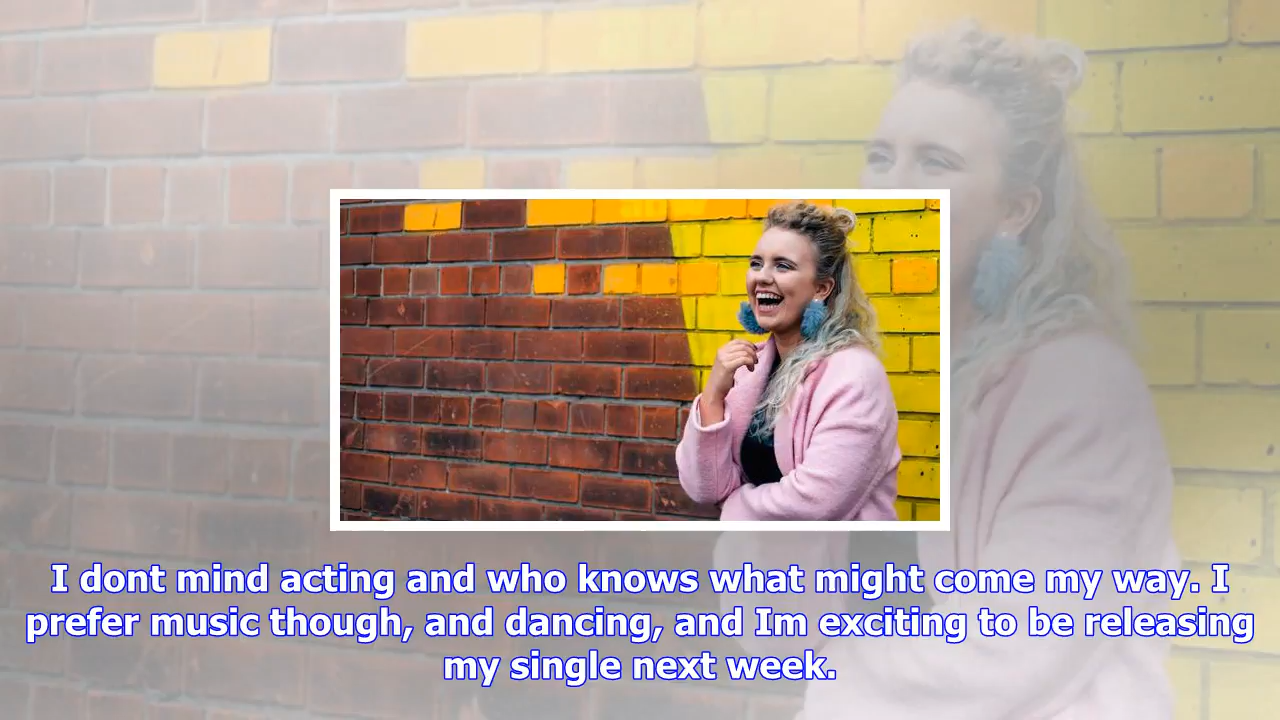 I dont mind acting and who knows what might come my way. I
prefer music though, and dancing, and Im exciting to be releasing
my single next week.